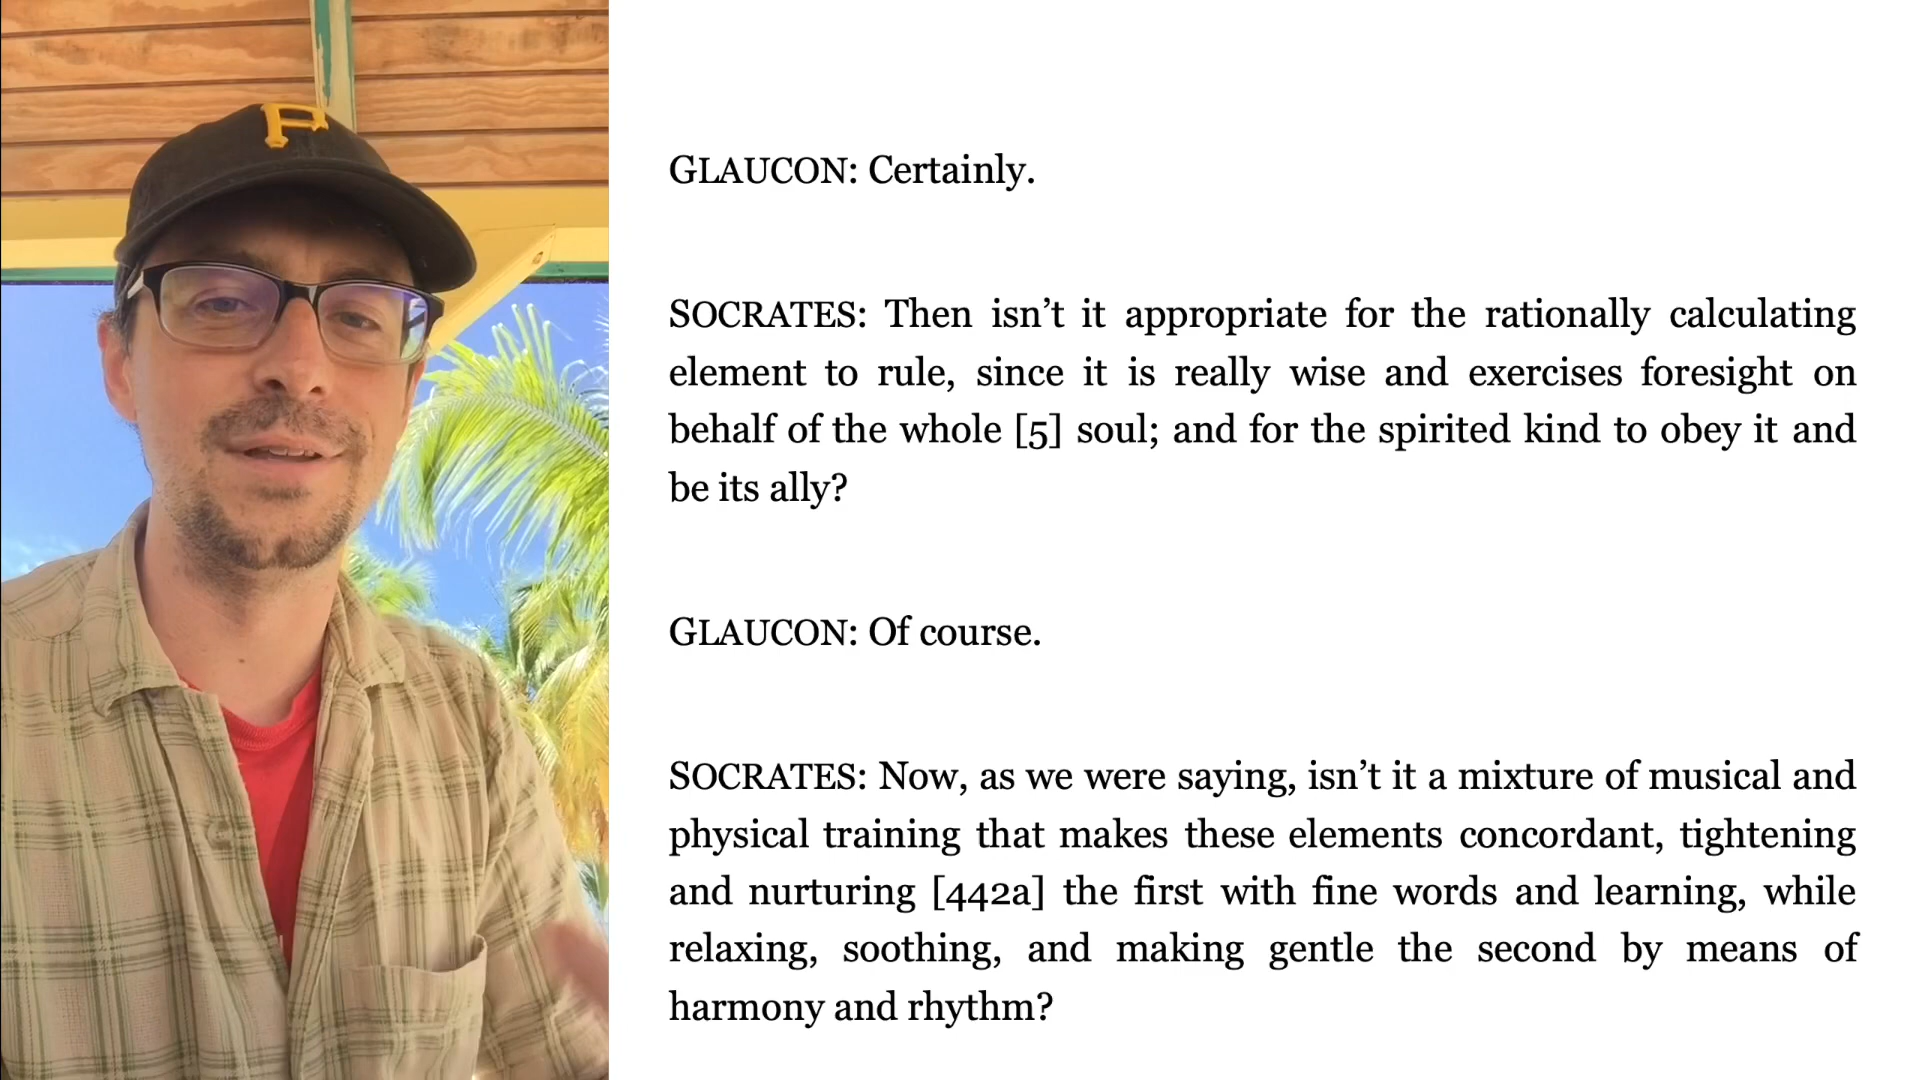 P
GLAUCON: Certainly.
SOCRATES: Then isn’t it appropriate for the rationally calculating
element to rule, since it is really wise and exercises foresight on
behalf of the whole [5] soul; and for the spirited kind to obey it and
be its ally?
GLAUCON: Of course.
SOCRATES: Now, as we were saying, isn’t it a mixture of musical and
physical training that makes these elements concordant, tightening
and nurturing [442a] the first with fine words and learning, while
relaxing, soothing, and making gentle the second by means of
harmony and rhythm?